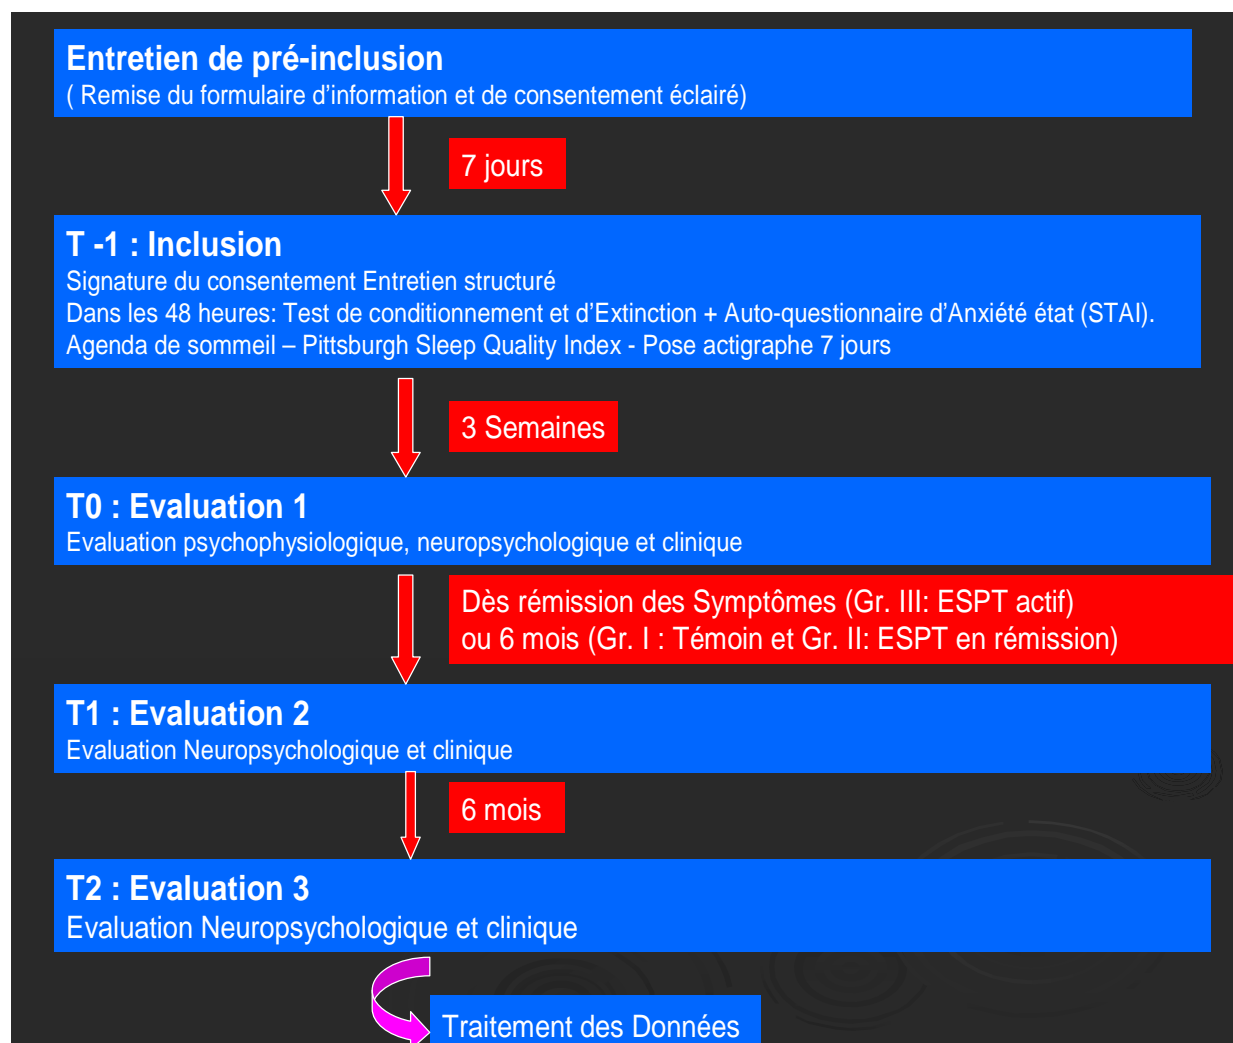 Entretien de pré-inclusion
( Remise du formulaire d’information et de consentement éclairé)
7 jours
T -1 : Inclusion
Signature du consentement Entretien structuré
Dans les 48 heures: Test de conditionnement et d’Extinction + Auto-questionnaire d’Anxiété état (STAI).
Agenda de sommeil – Pittsburgh Sleep Quality Index - Pose actigraphe 7 jours
3 Semaines
T0 : Evaluation 1
Evaluation psychophysiologique, neuropsychologique et clinique
Dès rémission des Symptômes (Gr. III: ESPT actif)
ou 6 mois (Gr. I : Témoin et Gr. II: ESPT en rémission)
T1 : Evaluation 2
Evaluation Neuropsychologique et clinique
6 mois
T2 : Evaluation 3
Evaluation Neuropsychologique et clinique
Traitement des Données